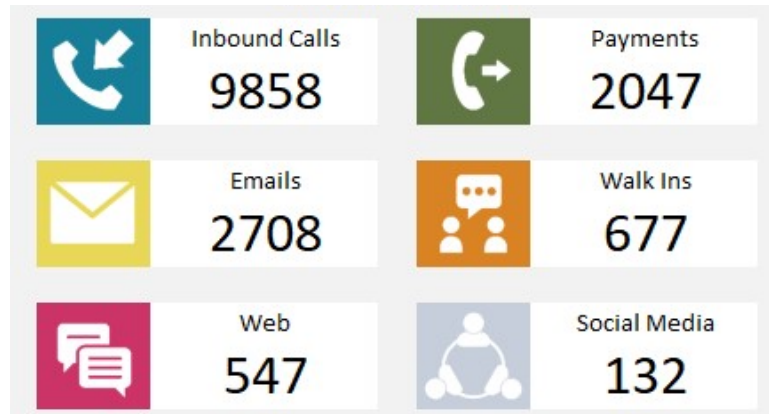 Inbound Calls
9858
Payments
2047
Emails
2708
Walk Ins
677
Web
547
Social Media
132